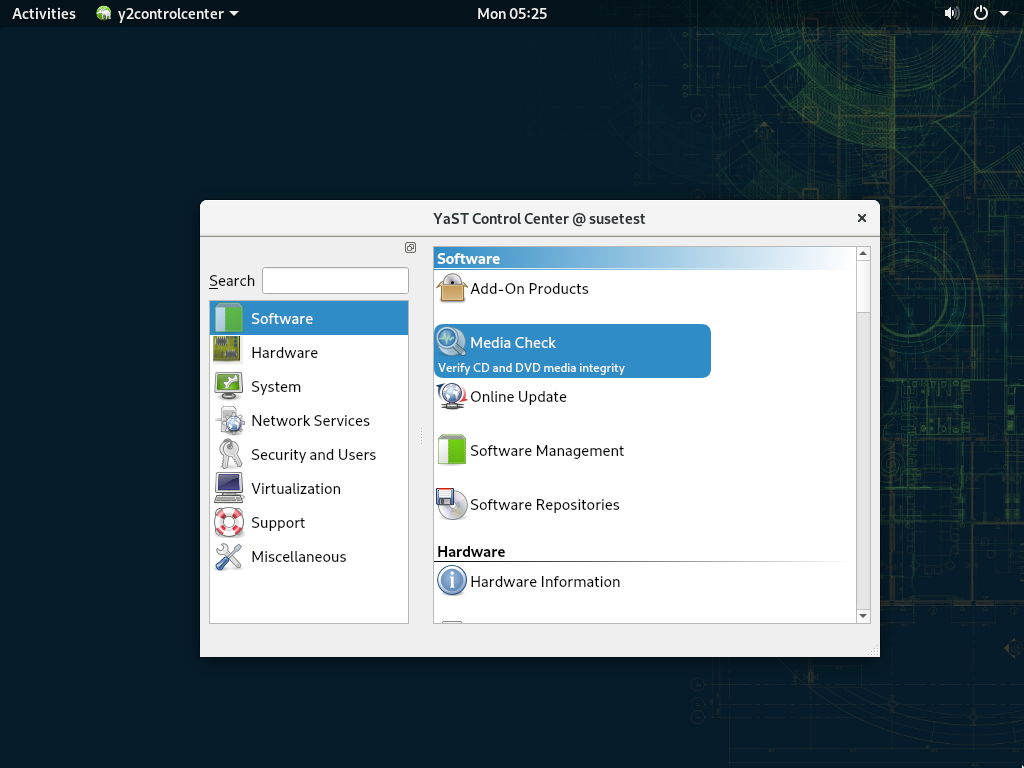 Activities y2controlcenter Mon 05:25
YaST Control Center @ susetest
Search
Software
Hardware
System
Network Services
Security and Users
Virtualization
Support
Miscellaneous
Software
Add-On Products
Media Check
Verify CD and DVD media integrity
Online Update
Software Management
Software Repositories
Hardware
Hardware Information